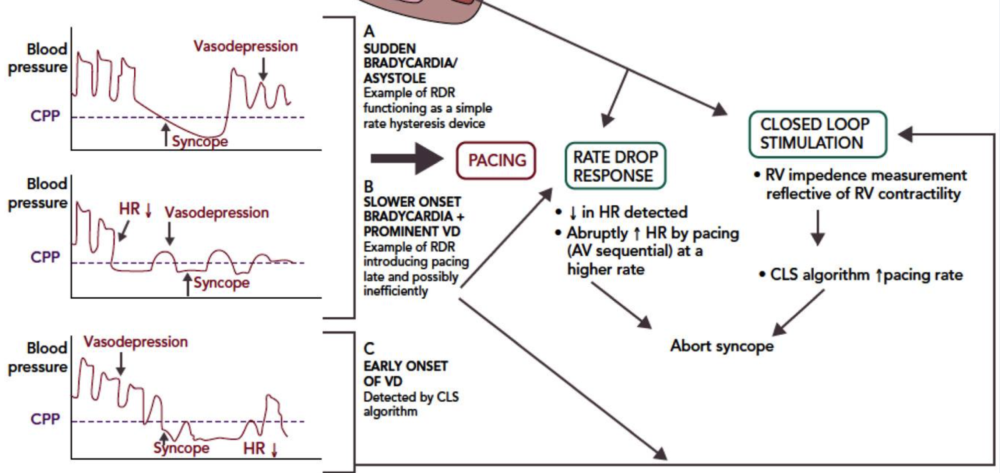 Blood
pressure
Vasodepression
CPP
Syncope
Blood
pressure
HR ↓
Vasodepression
CPP
Syncope
Blood
pressure
Vasodepression
CPP
Syncope
HR ↓
A
SUDDEN
BRADYCARDIA/
ASYSTOLE
Example of RDR
functioning as a simple
rate hysteresis device
PACING
B
SLOWER ONSET
BRADYCARDIA +
PROMINENT VD
Example of RDR
introducing pacing
late and possibly
inefficiently
C
EARLY ONSET
OF VD
Detected by CLS
algorithm
RATE DROP
RESPONSE
• ↓ in HR detected
• Abruptly ↑ HR by pacing
(AV sequential) at a
higher rate
CLOSED LOOP
STIMULATION
• RV impedence measurement
reflective of RV contractility
• CLS algorithm ↑pacing rate
Abort syncope